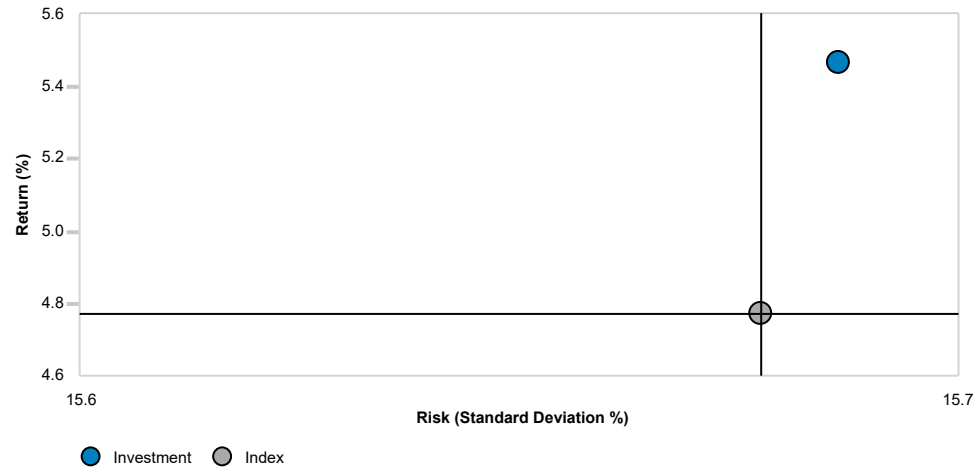 5.6
5.4
5.2
5.0
4.8
4.6
Return (%)
15.6
15.7
Risk (Standard Deviation %)
Investment
Index